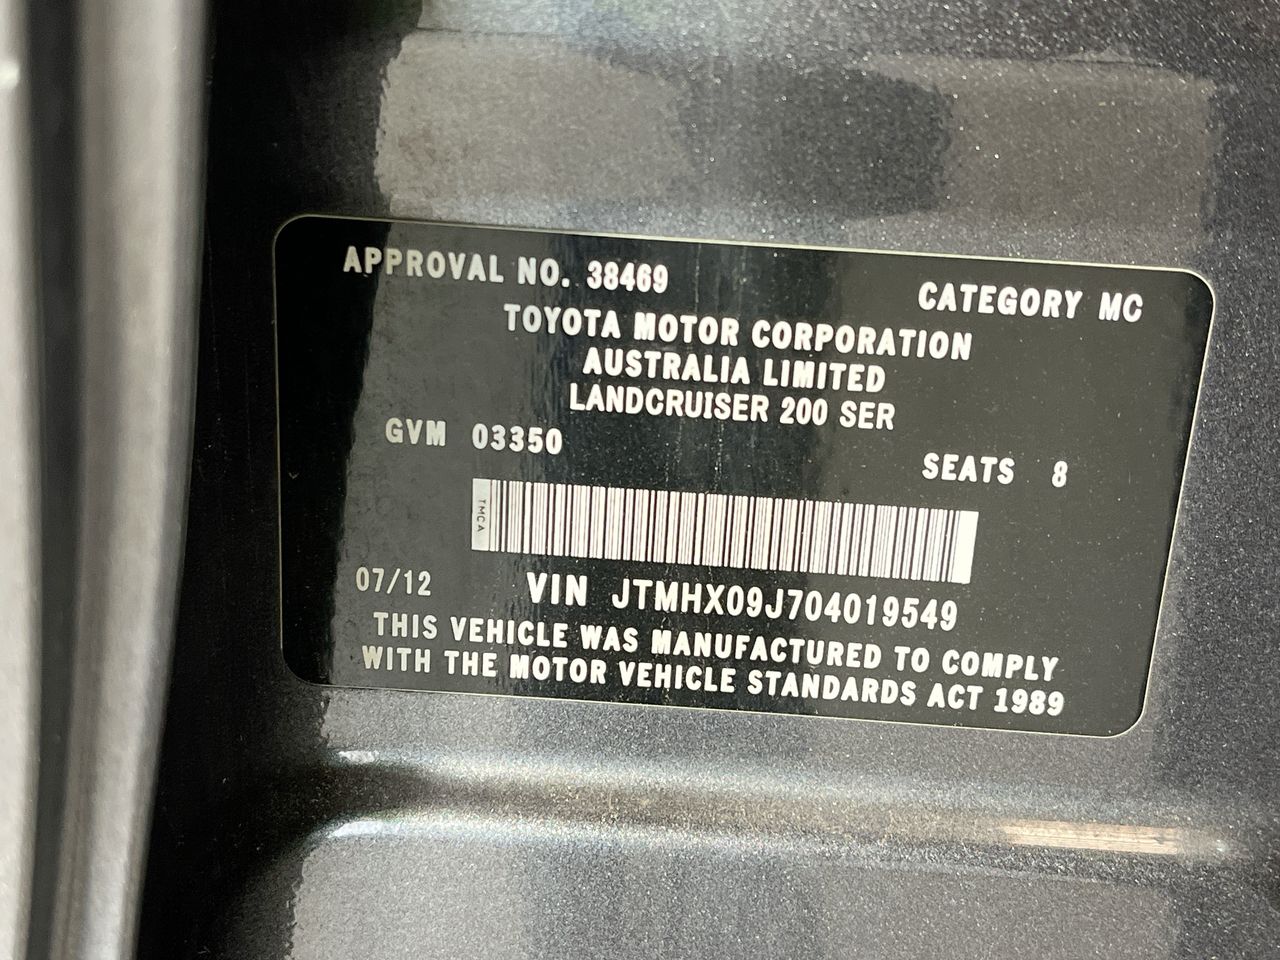 APPROVAL NO. 38469 CATEGORY MC
TOYOTA MOTOR CORPORATION
AUSTRALIA LIMITED
LANDCRUISER 200 SER
GVM 03350 SEATS 8
TMCA
07/12 VIN JTMHX09J704019549
THIS VEHICLE WAS MANUFACTURED TO COMPLY
WITH THE MOTOR VEHICLE STANDARDS ACT 1989